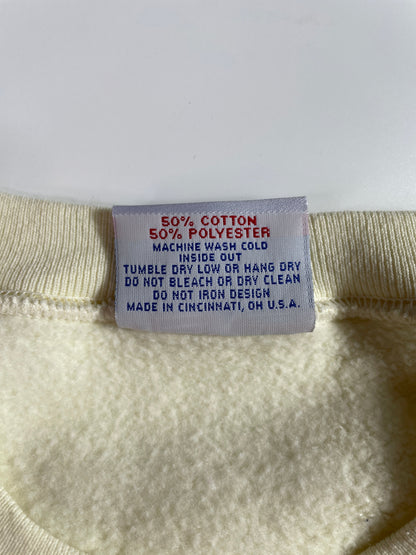 50% COTTON
50% POLYESTER
MACHINE WASH COLD
INSIDE OUT
TUMBLE DRY LOW OR HANG DRY
DO NOT BLEACH OR DRY CLEAN
DO NOT IRON DESIGN
MADE IN CINCINNATI, OH U.S.A.